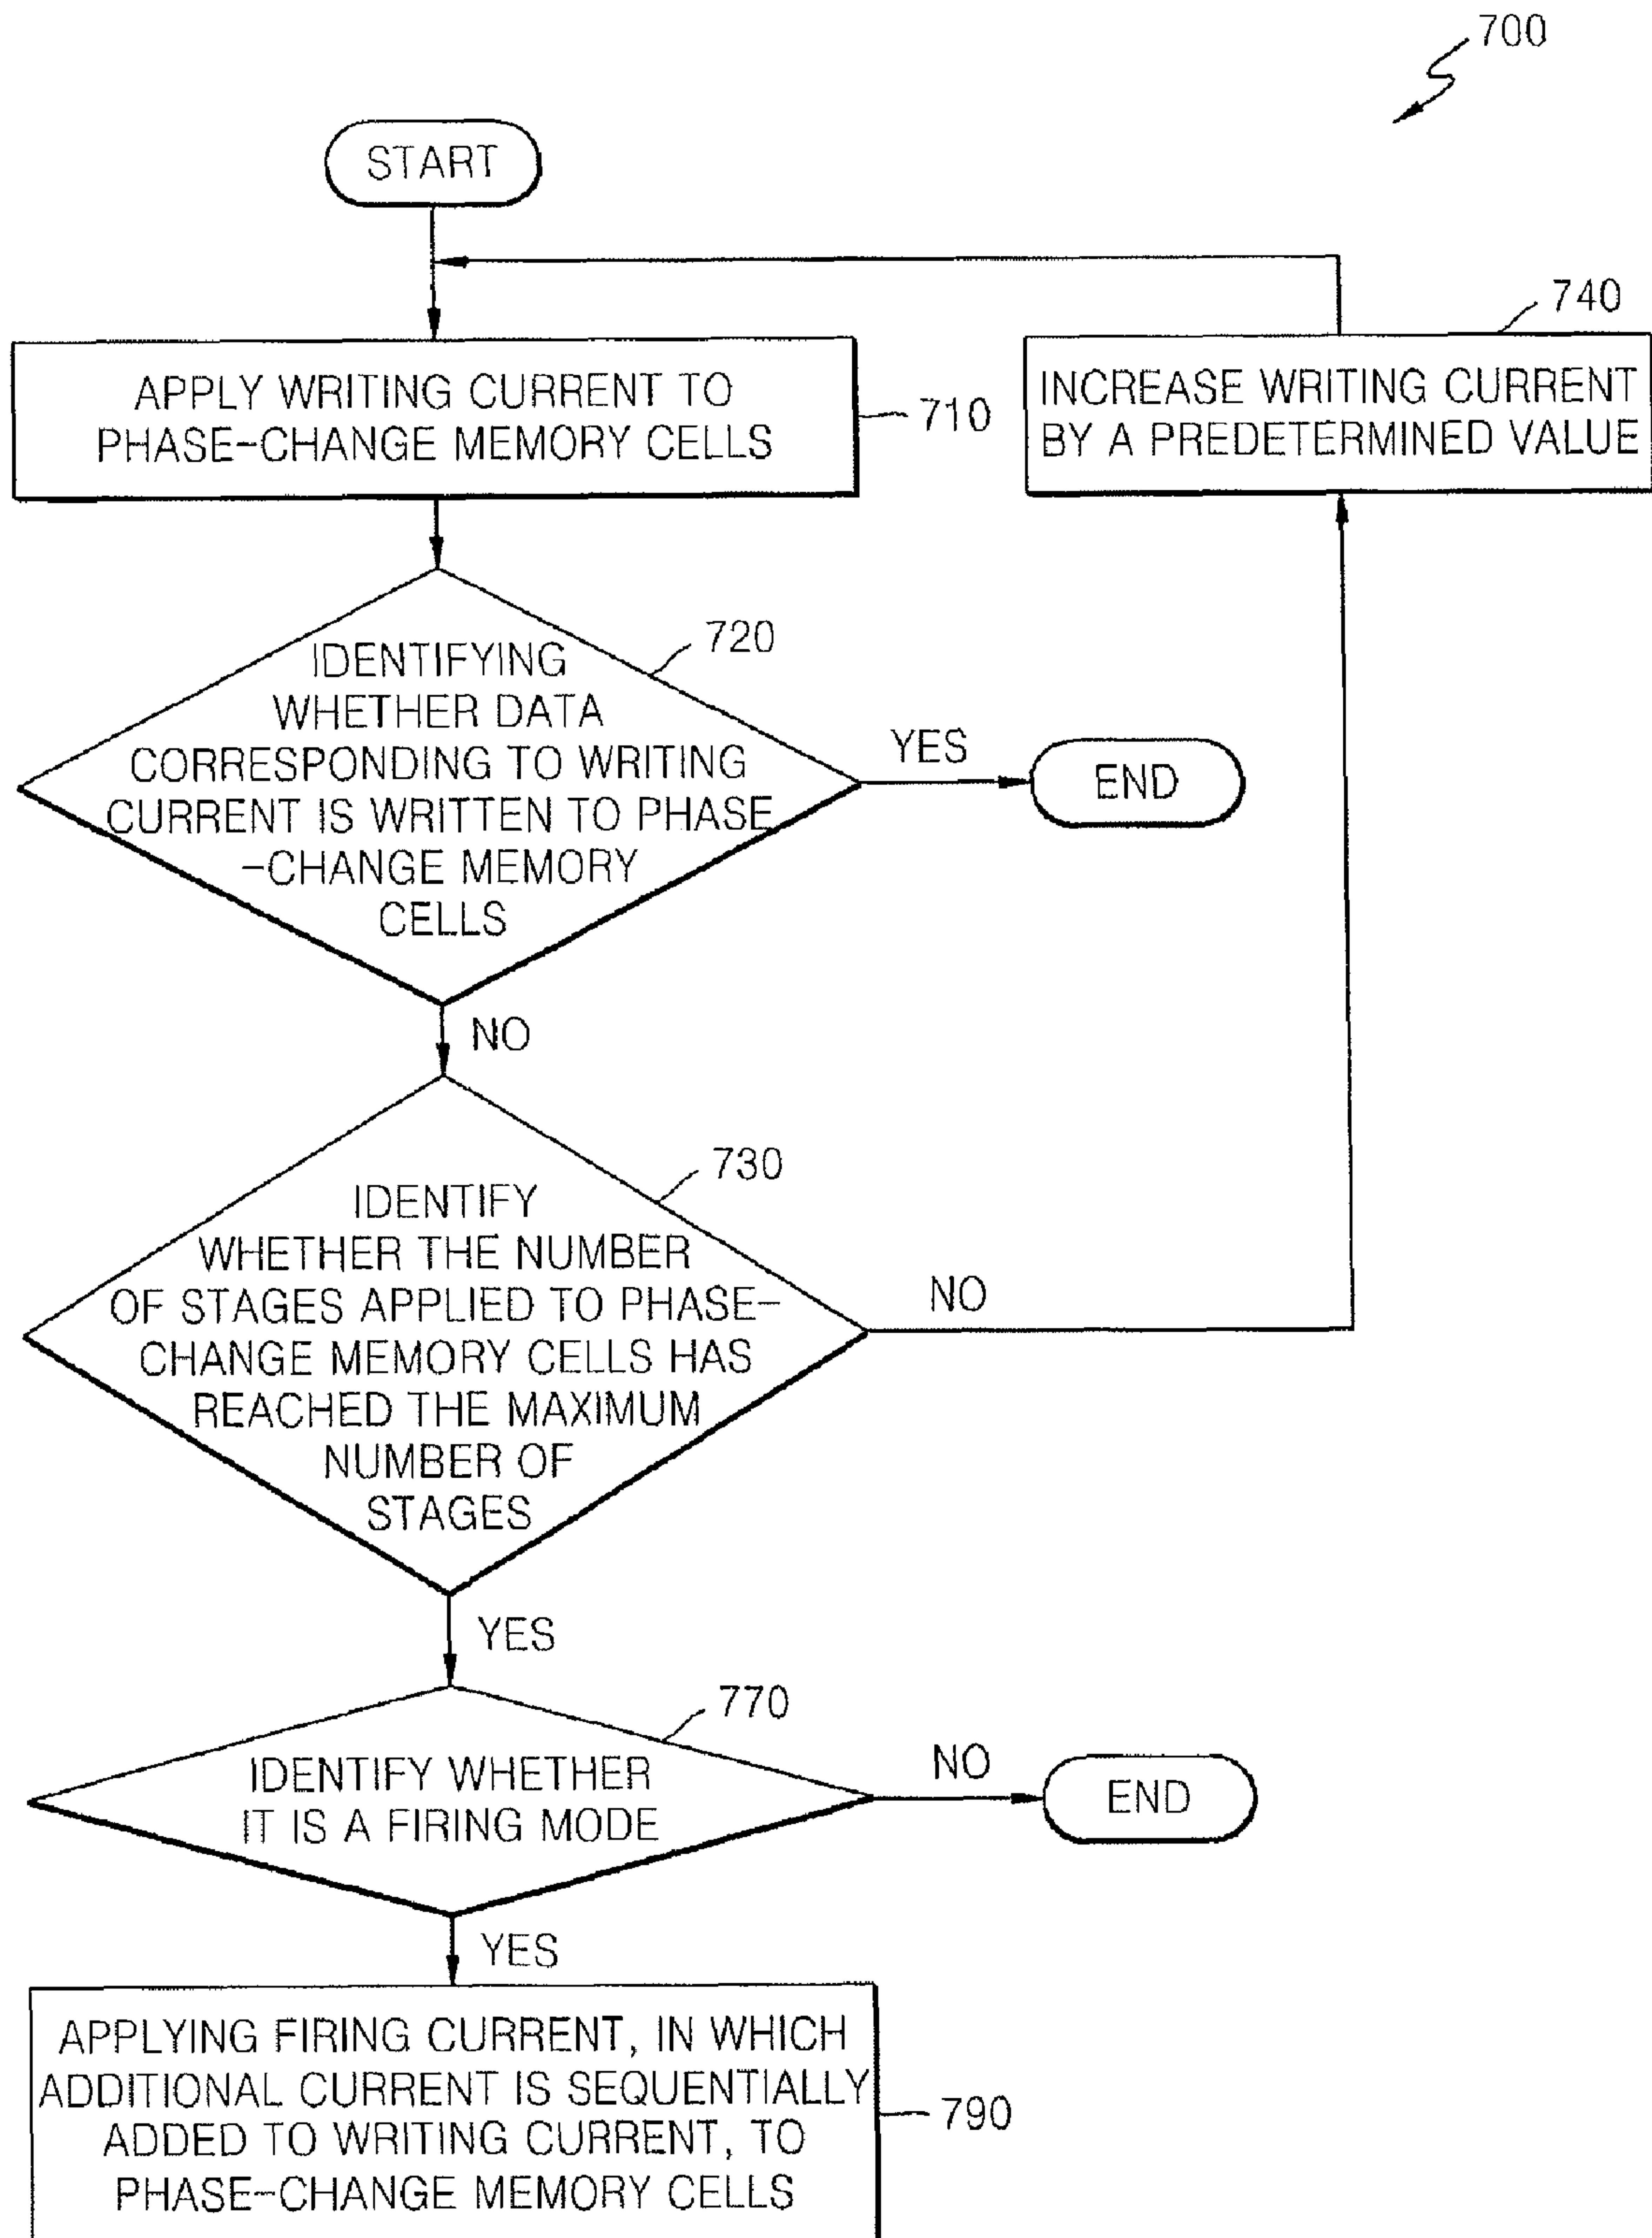 700
START
740
APPLY WRITING CURRENT TO
PHASE-CHANGE MEMORY CELLS
710
INCREASE WRITING CURRENT
BY A PREDETERMINED VALUE
720
IDENTIFYING
WHETHER DATA
CORRESPONDING TO WRITING
CURRENT IS WRITTEN TO PHASE
-CHANGE MEMORY
CELLS
YES
END
NO
730
IDENTIFY
WHETHER THE NUMBER
OF STAGES APPLIED TO PHASE-
CHANGE MEMORY CELLS HAS
REACHED THE MAXIMUM
NUMBER OF
STAGES
NO
YES
770
IDENTIFY WHETHER
IT IS A FIRING MODE
NO
END
YES
APPLYING FIRING CURRENT, IN WHICH
ADDITIONAL CURRENT IS SEQUENTIALLY
ADDED TO WRITING CURRENT, TO
PHASE-CHANGE MEMORY CELLS
790